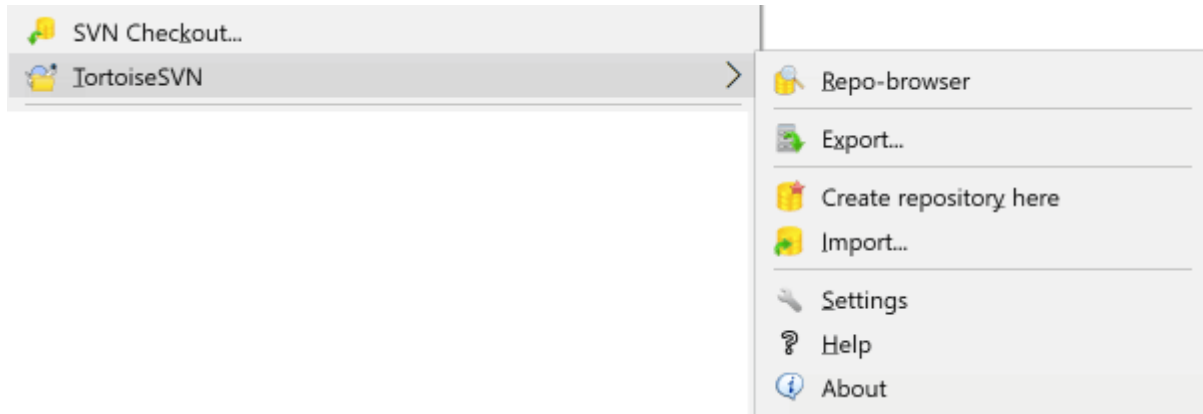 SVN Checkout...
TortoiseSVN
Repo-browser
Export...
Create repository here
Import...
Settings
Help
About